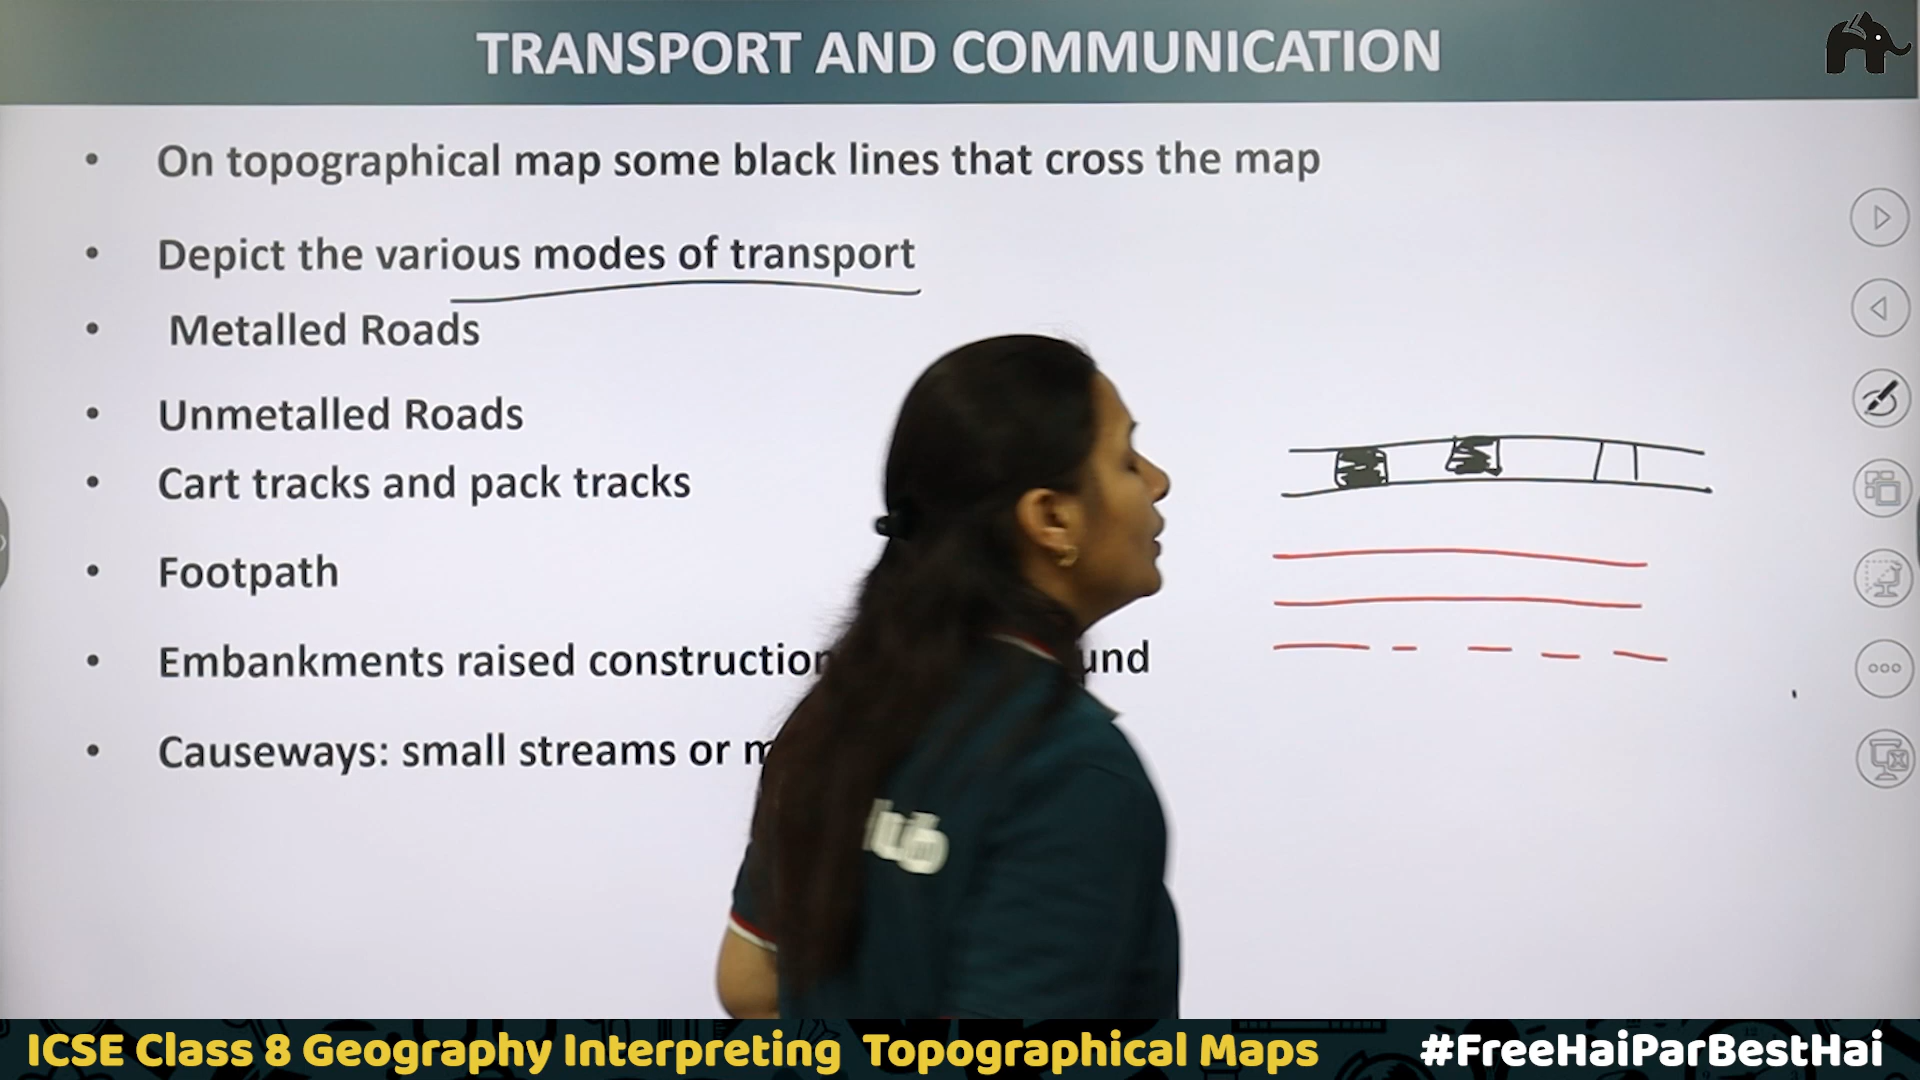 TRANSPORT AND COMMUNICATION
• On topographical map some black lines that cross the map
• Depict the various modes of transport
• Metalled Roads
• Unmetalled Roads
• Cart tracks and pack tracks
• Footpath
• Embankments raised construction
• Causeways: small streams or
ICSE Class 8 Geography Interpreting Topographical Maps
#FreeHaiParBestHai